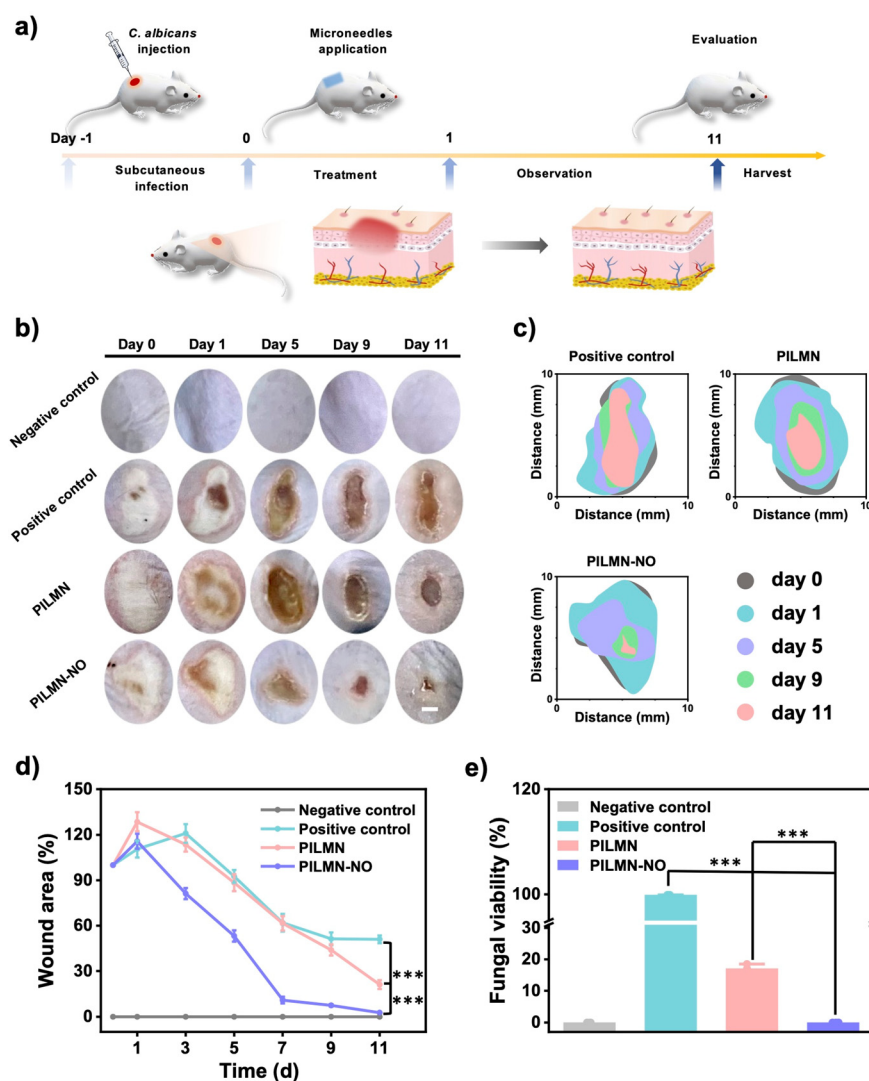 a)
C. albicans
injection
Microneedles
application
Evaluation
Day -1
0
1
11
Subcutaneous
infection
Treatment
Observation
Harvest
b)
Day 0 Day 1 Day 5 Day 9 Day 11
Negative control
Positive control
PILMN
PILMN-NO
c)
Positive control
10
Distance (mm)
0
10
Distance (mm)
PILMN
10
Distance (mm)
0
10
Distance (mm)
PILMN-NO
10
Distance (mm)
0
10
Distance (mm)
day 0
day 1
day 5
day 9
day 11
d)
Wound area (%)
150
120
90
60
30
0
Negative control
Positive control
PILMN
PILMN-NO
***
***
1 3 5 7 9 11
Time (d)
e)
Fungal viability (%)
120
100
30
20
10
0
Negative control
Positive control
PILMN
PILMN-NO
***
***